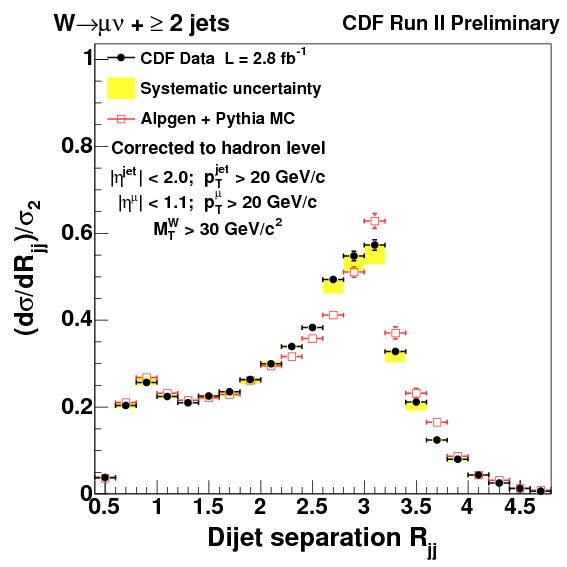 W→μν + ≥ 2 jets CDF Run II Preliminary
CDF Data L = 2.8 fb⁻¹
Systematic uncertainty
Alpgen + Pythia MC
Corrected to hadron level
|η^jet| < 2.0; p_T^jet > 20 GeV/c
|η^μ| < 1.1; p_T^μ > 20 GeV/c
M_T^W > 30 GeV/c²
(dσ/dR_jj)/σ₂
1
0.8
0.6
0.4
0.2
0
0.5 1 1.5 2 2.5 3 3.5 4 4.5
Dijet separation R_jj